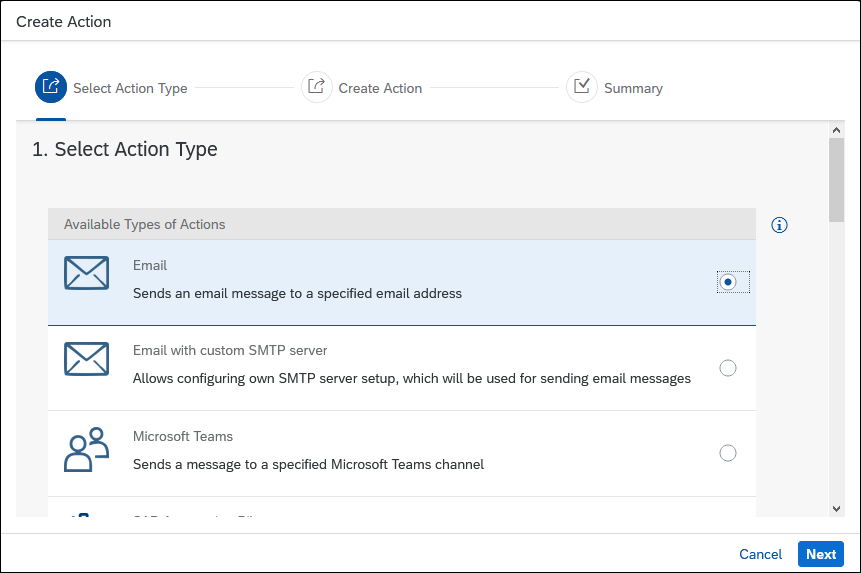 Create Action
Select Action Type
Create Action
Summary
1. Select Action Type
Available Types of Actions
Email
Sends an email message to a specified email address
Email with custom SMTP server
Allows configuring own SMTP server setup, which will be used for sending email messages
Microsoft Teams
Sends a message to a specified Microsoft Teams channel
Cancel
Next